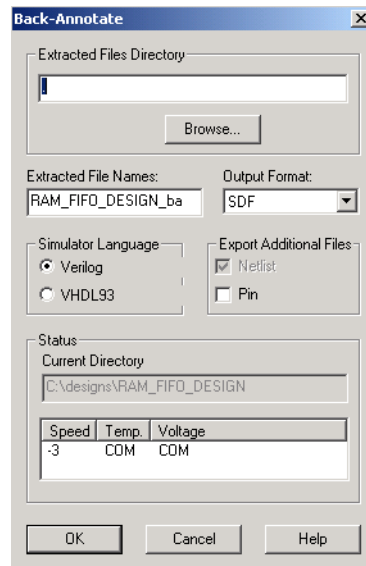 Back-Annotate
Extracted Files Directory
.
Browse...
Extracted File Names:
Output Format:
RAM_FIFO_DESIGN_ba
SDF
Simulator Language
Export Additional Files
Verilog
Netlist
VHDL93
Pin
Status
Current Directory
C:\designs\RAM_FIFO_DESIGN
Speed Temp. Voltage
-3 COM COM
OK Cancel Help